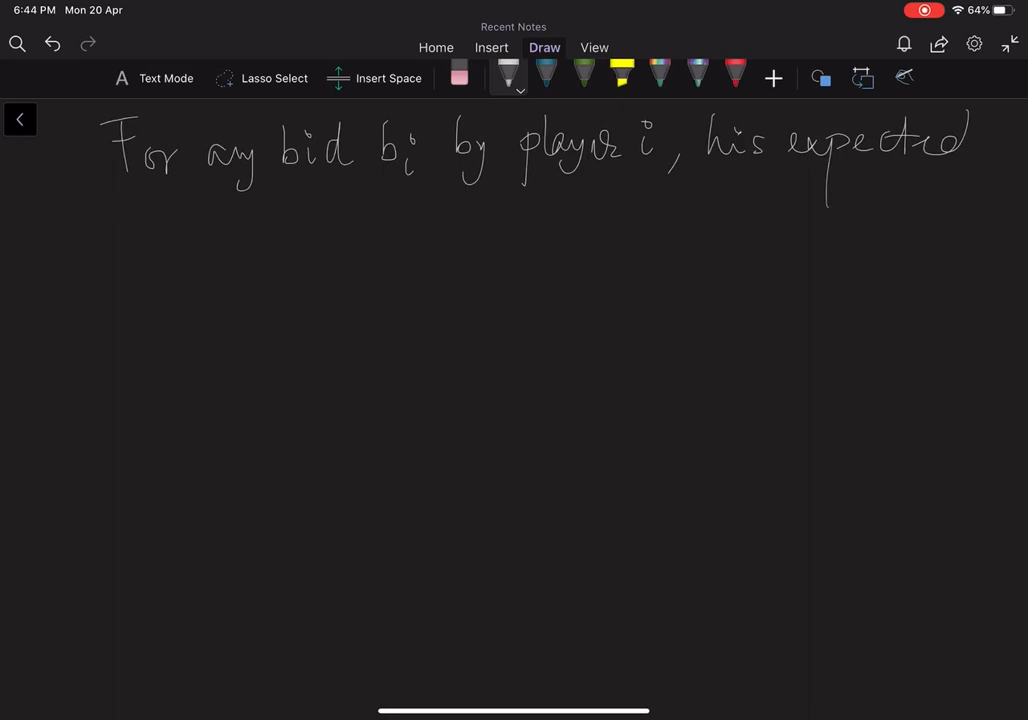 6:44 PM Mon 20 Apr 64%
Recent Notes
Home Insert Draw View
A Text Mode Lasso Select Insert Space
For any bid bi by player i, his expected